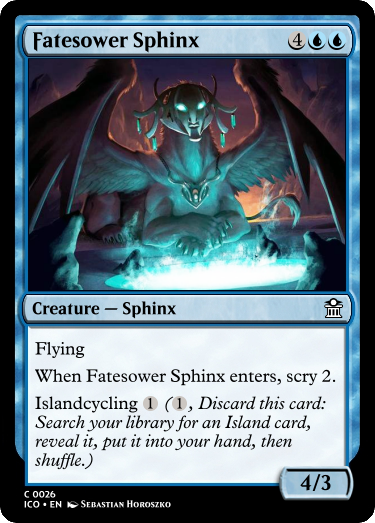 Fatesower Sphinx 4
Creature — Sphinx
Flying
When Fatesower Sphinx enters, scry 2.
Islandcycling 1 (1, Discard this card:
Search your library for an Island card,
reveal it, put it into your hand, then
shuffle.)
4/3
C 0026
ICO • EN Sebastian Horoszko